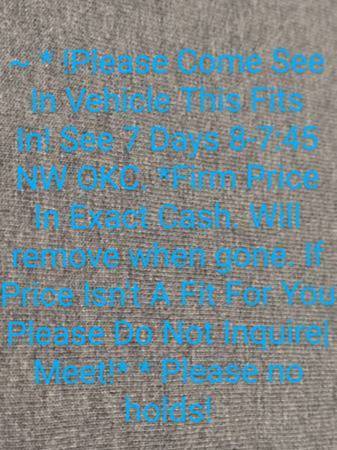 ~ * !Please Come See
In Vehicle This Fits
In! See 7 Days 8-7:45
NW OKC. *Firm Price
In Exact Cash. Will
remove when gone. If
Price Isn't A Fit For You
Please Do Not Inquire|
Meet!* * Please no
holds!